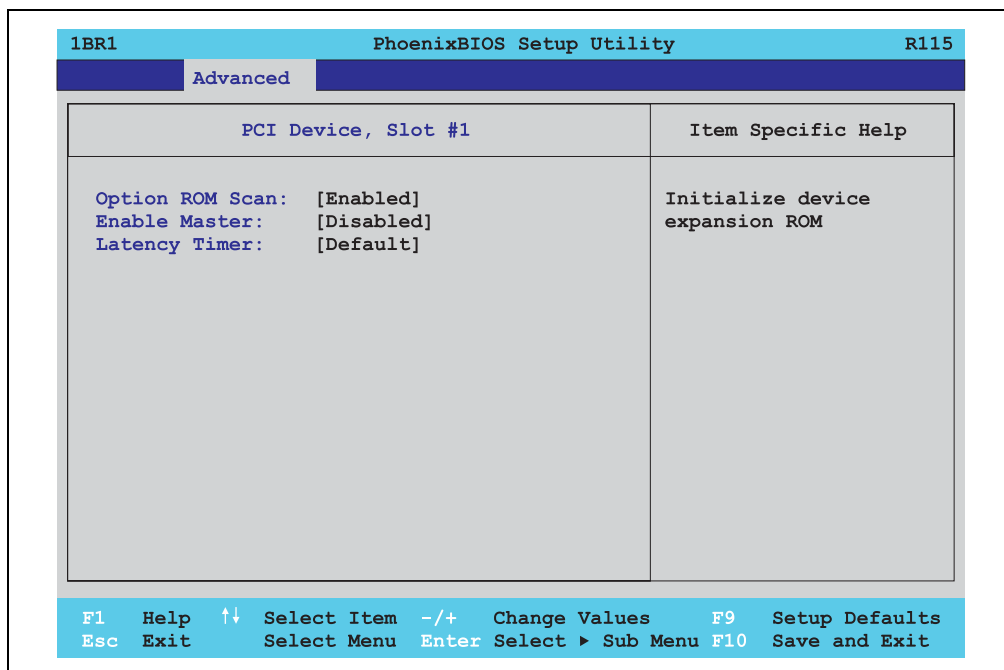 1BR1 PhoenixBIOS Setup Utility R115
Advanced
PCI Device, Slot #1 Item Specific Help
Option ROM Scan: [Enabled] Initialize device
Enable Master: [Disabled] expansion ROM
Latency Timer: [Default]
F1 Help ↑↓ Select Item -/+ Change Values F9 Setup Defaults
Esc Exit Select Menu Enter Select ▶ Sub Menu F10 Save and Exit